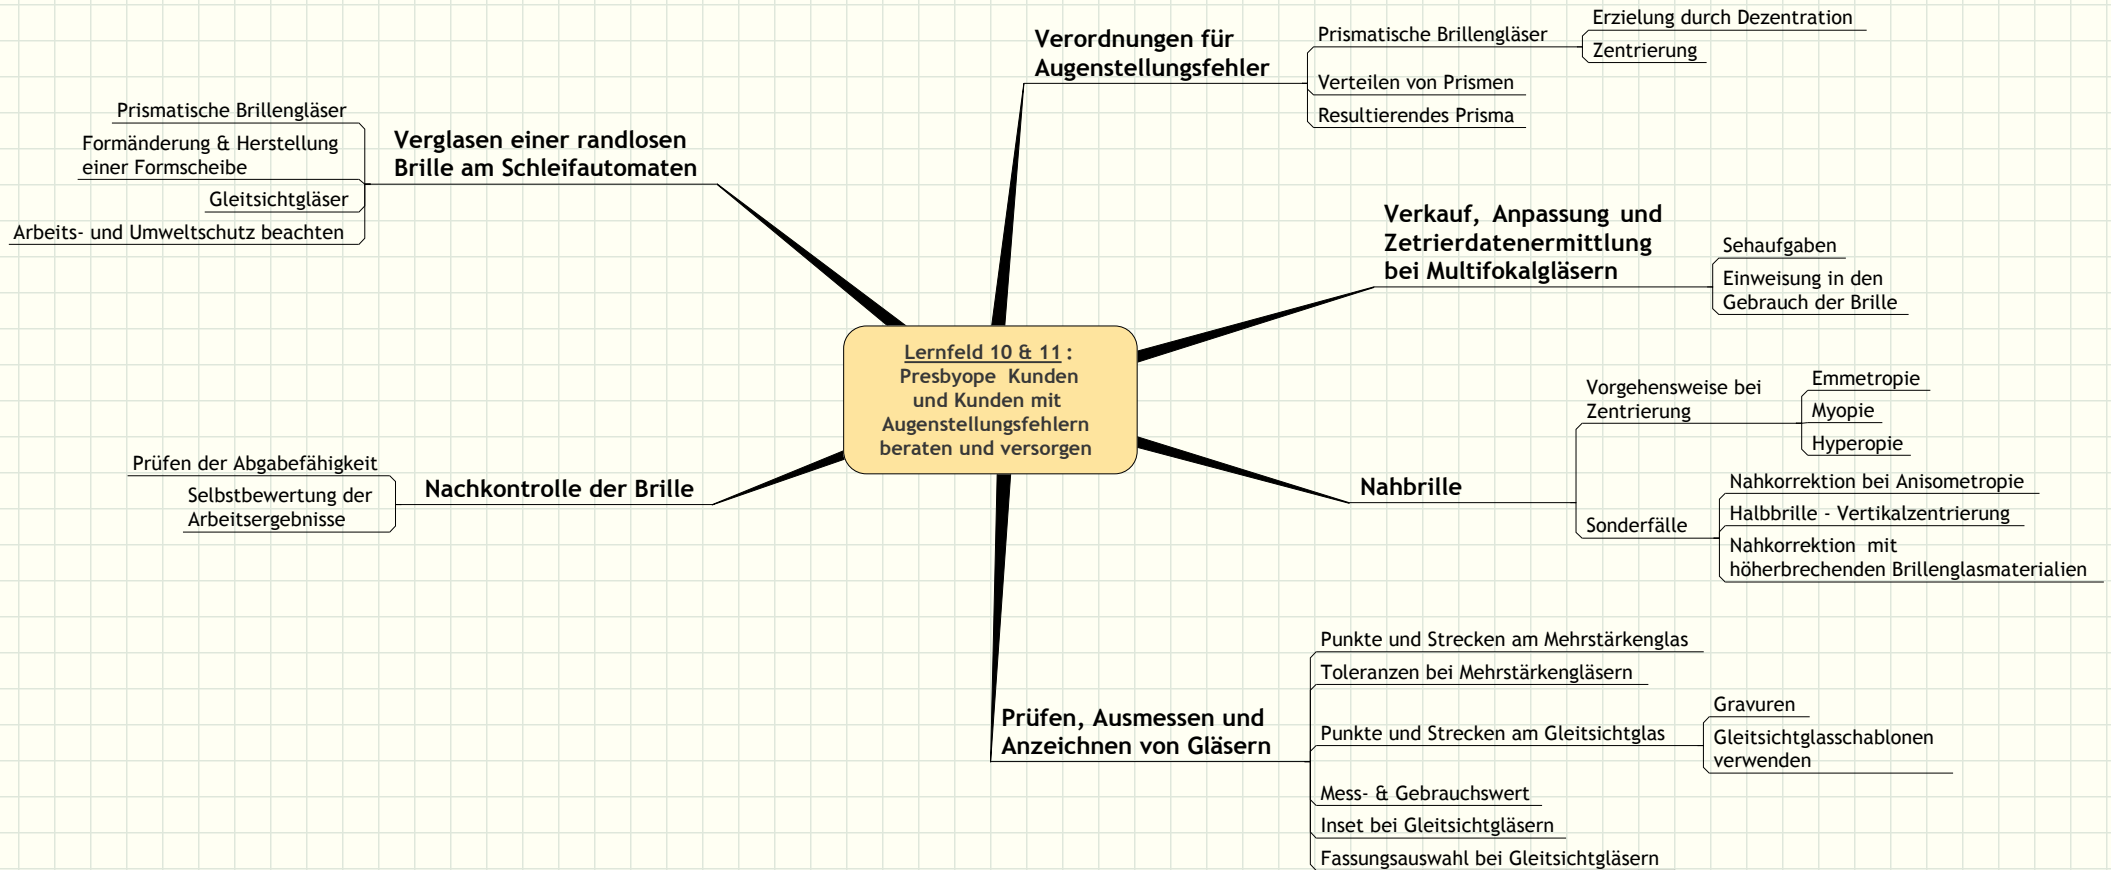 Lernfeld 10 & 11 :
Presbyope Kunden
und Kunden mit
Augenstellungsfehlern
beraten und versorgen
Verordnungen für
Augenstellungsfehler
Prismatische Brillengläser
Erzielung durch Dezentration
Zentrierung
Verteilen von Prismen
Resultierendes Prisma
Verkauf, Anpassung und
Zetrierdatenermittlung
bei Multifokalgläsern
Sehaufgaben
Einweisung in den
Gebrauch der Brille
Nahbrille
Vorgehensweise bei
Zentrierung
Emmetropie
Myopie
Hyperopie
Sonderfälle
Nahkorrektion bei Anisometropie
Halbbrille - Vertikalzentrierung
Nahkorrektion mit
höherbrechenden Brillenglasmaterialien
Prüfen, Ausmessen und
Anzeichnen von Gläsern
Punkte und Strecken am Mehrstärkenglas
Toleranzen bei Mehrstärkengläsern
Punkte und Strecken am Gleitsichtglas
Gravuren
Gleitsichtglasschablonen
verwenden
Mess- & Gebrauchswert
Inset bei Gleitsichtgläsern
Fassungsauswahl bei Gleitsichtgläsern
Nachkontrolle der Brille
Prüfen der Abgabefähigkeit
Selbstbewertung der
Arbeitsergebnisse
Verglasen einer randlosen
Brille am Schleifautomaten
Prismatische Brillengläser
Formänderung & Herstellung
einer Formscheibe
Gleitsichtgläser
Arbeits- und Umweltschutz beachten